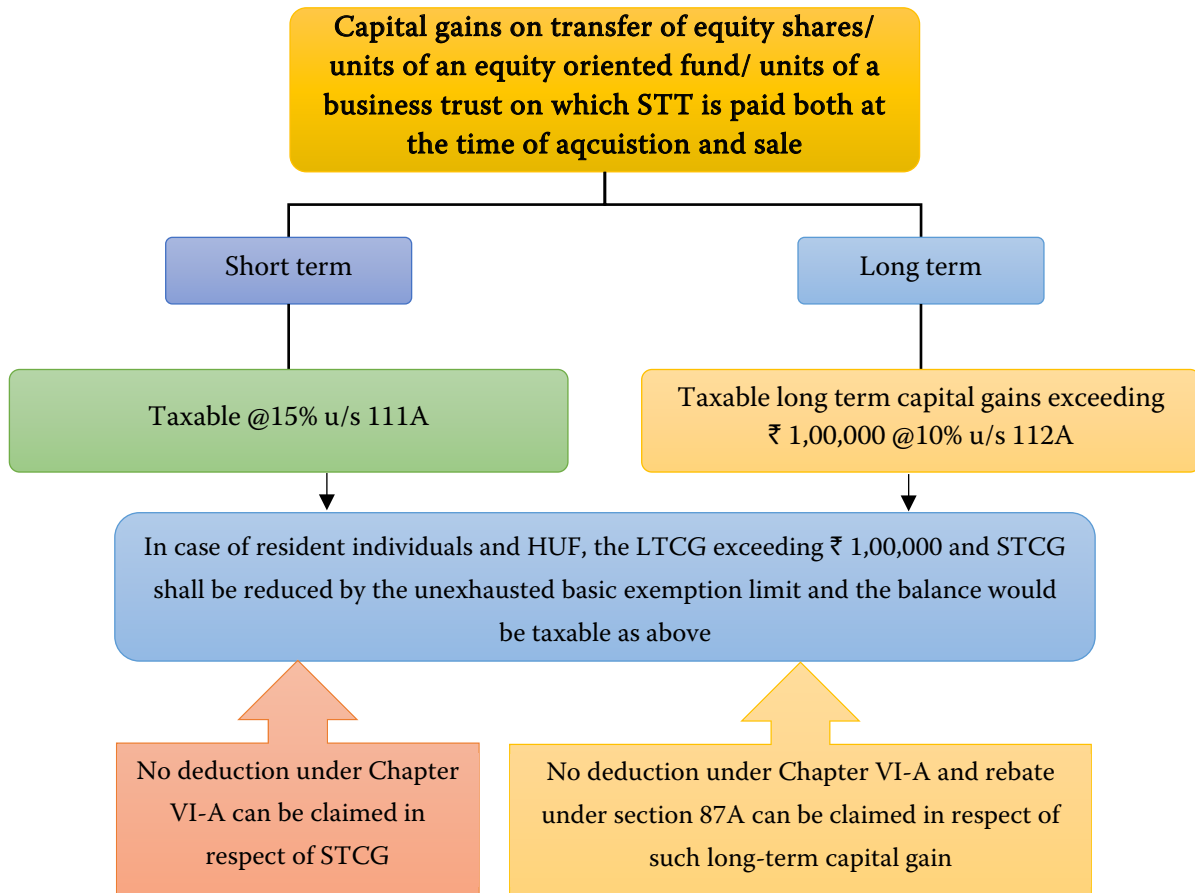 Capital gains on transfer of equity shares/
units of an equity oriented fund/ units of a
business trust on which STT is paid both at
the time of aqcuistion and sale
Short term
Long term
Taxable @15% u/s 111A
Taxable long term capital gains exceeding
₹ 1,00,000 @10% u/s 112A
In case of resident individuals and HUF, the LTCG exceeding ₹ 1,00,000 and STCG
shall be reduced by the unexhausted basic exemption limit and the balance would
be taxable as above
No deduction under Chapter
VI-A can be claimed in
respect of STCG
No deduction under Chapter VI-A and rebate
under section 87A can be claimed in respect of
such long-term capital gain